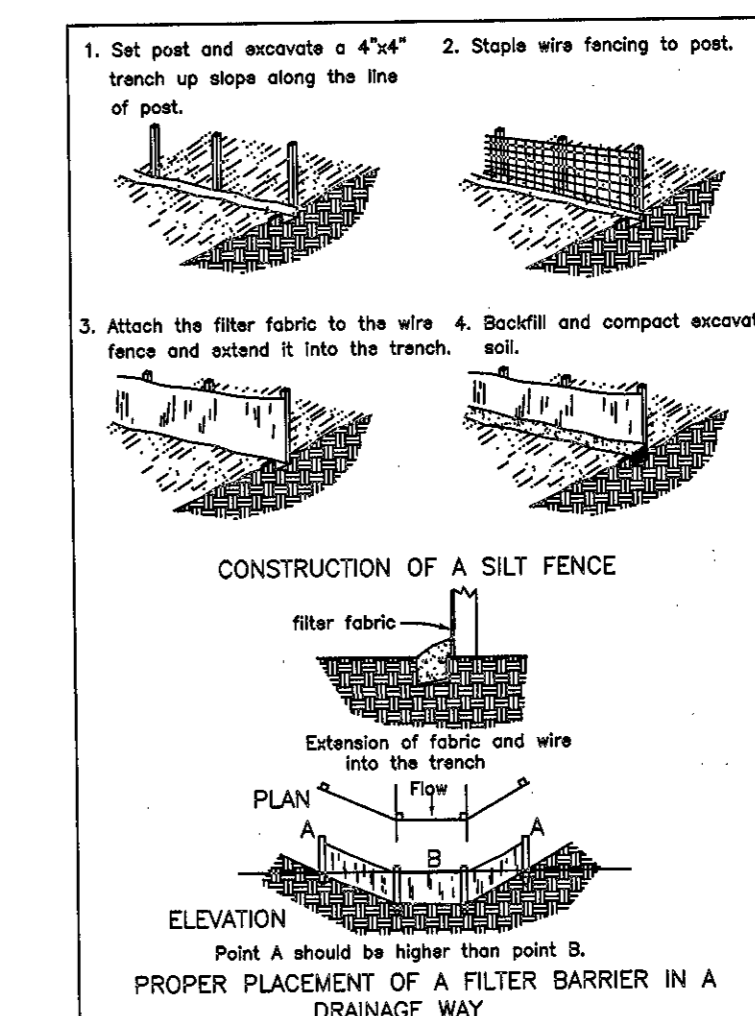 1. Set post and excavate a 4"x4"
trench up slope along the line
of post.
2. Staple wire fencing to post.
3. Attach the filter fabric to the wire
fence and extend it into the trench.
4. Backfill and compact excavat
soil.
CONSTRUCTION OF A SILT FENCE
filter fabric
Extension of fabric and wire
into the trench
PLAN
Flow
A
A
B
ELEVATION
Point A should be higher than point B.
PROPER PLACEMENT OF A FILTER BARRIER IN A
DRAINAGE WAY